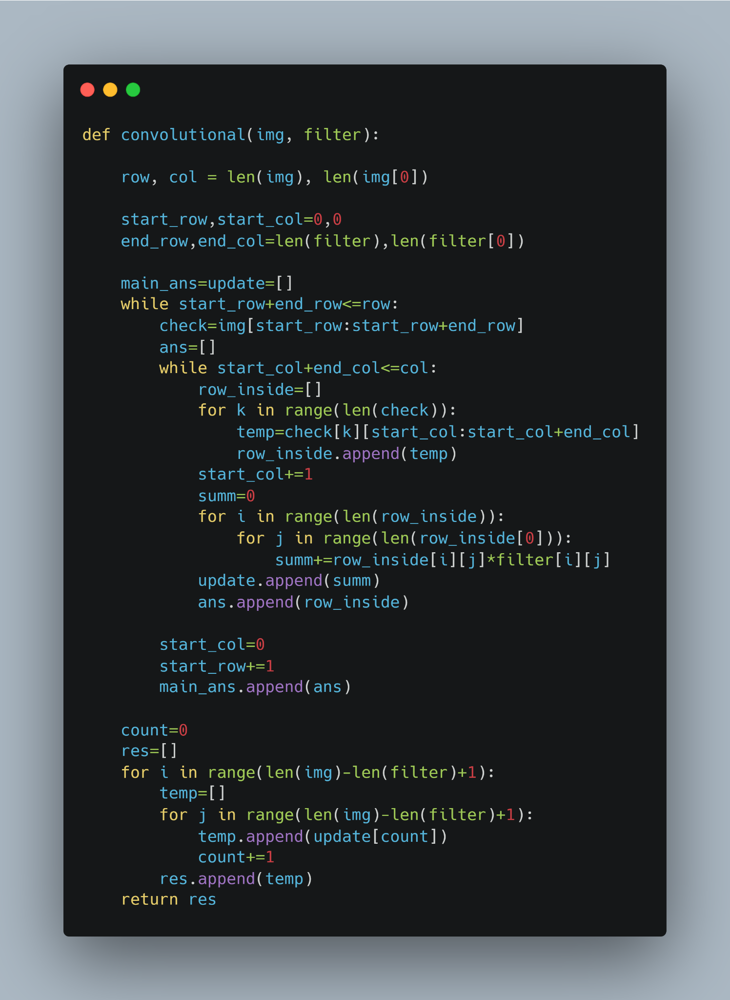 def convolutional(img, filter):

    row, col = len(img), len(img[0])

    start_row,start_col=0,0
    end_row,end_col=len(filter),len(filter[0])

    main_ans=update=[]
    while start_row+end_row<=row:
        check=img[start_row:start_row+end_row]
        ans=[]
        while start_col+end_col<=col:
            row_inside=[]
            for k in range(len(check)):
                temp=check[k][start_col:start_col+end_col]
                row_inside.append(temp)
            start_col+=1
            summ=0
            for i in range(len(row_inside)):
                for j in range(len(row_inside[0])):
                    summ+=row_inside[i][j]*filter[i][j]
            update.append(summ)
            ans.append(row_inside)

        start_col=0
        start_row+=1
        main_ans.append(ans)

    count=0
    res=[]
    for i in range(len(img)-len(filter)+1):
        temp=[]
        for j in range(len(img)-len(filter)+1):
            temp.append(update[count])
            count+=1
        res.append(temp)
    return res